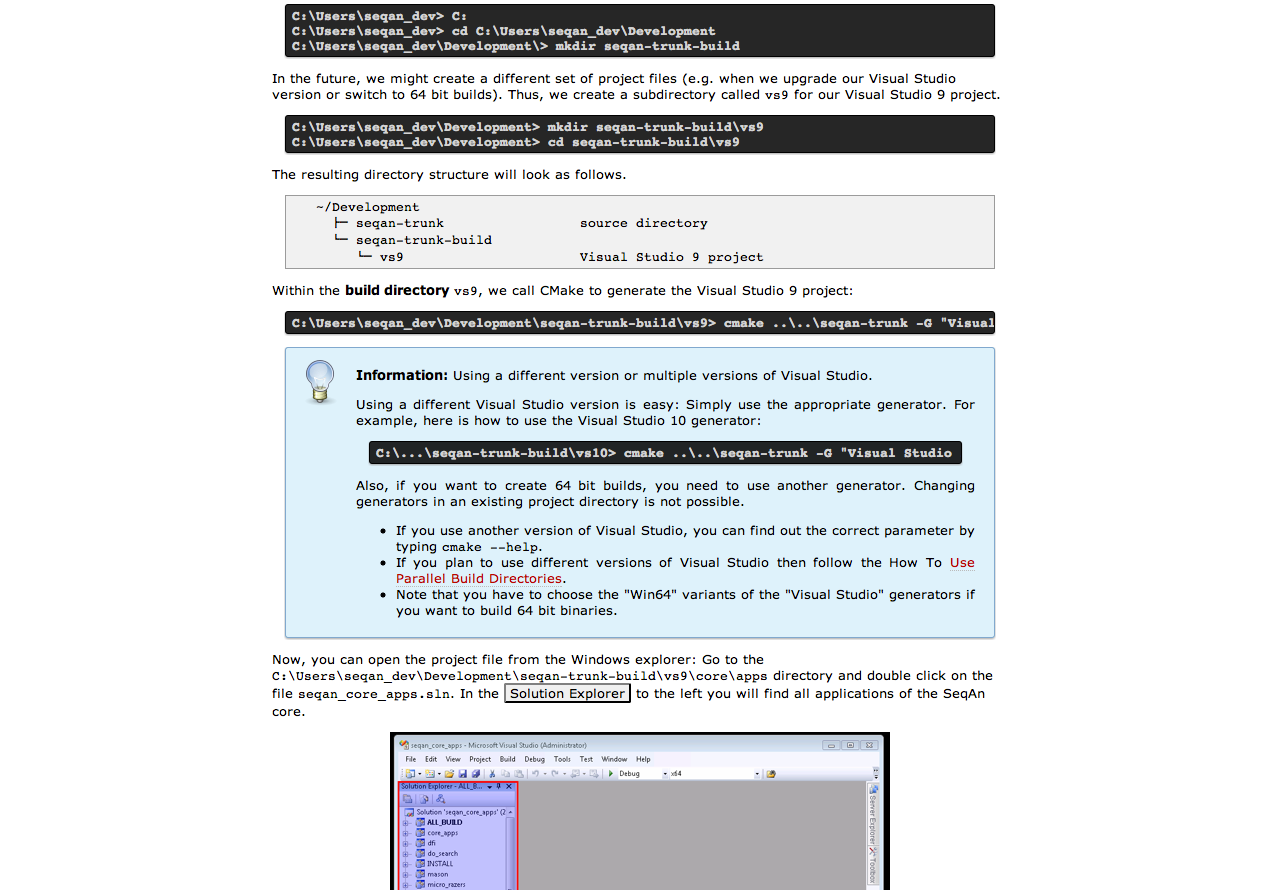 C:\Users\seqan_dev> C:
C:\Users\seqan_dev> cd C:\Users\seqan_dev\Development
C:\Users\seqan_dev\Development\> mkdir seqan-trunk-build
In the future, we might create a different set of project files (e.g. when we upgrade our Visual Studio
version or switch to 64 bit builds). Thus, we create a subdirectory called vs9 for our Visual Studio 9 project.
C:\Users\seqan_dev\Development> mkdir seqan-trunk-build\vs9
C:\Users\seqan_dev\Development> cd seqan-trunk-build\vs9
The resulting directory structure will look as follows.
~/Development
├─ seqan-trunk source directory
└─ seqan-trunk-build
└─ vs9 Visual Studio 9 project
Within the build directory vs9, we call CMake to generate the Visual Studio 9 project:
C:\Users\seqan_dev\Development\seqan-trunk-build\vs9> cmake ..\..\seqan-trunk -G "Visual
Information: Using a different version or multiple versions of Visual Studio.
Using a different Visual Studio version is easy: Simply use the appropriate generator. For
example, here is how to use the Visual Studio 10 generator:
C:\...\seqan-trunk-build\vs10> cmake ..\..\seqan-trunk -G "Visual Studio
Also, if you want to create 64 bit builds, you need to use another generator. Changing
generators in an existing project directory is not possible.
• If you use another version of Visual Studio, you can find out the correct parameter by
typing cmake --help.
• If you plan to use different versions of Visual Studio then follow the How To Use
Parallel Build Directories.
• Note that you have to choose the "Win64" variants of the "Visual Studio" generators if
you want to build 64 bit binaries.
Now, you can open the project file from the Windows explorer: Go to the
C:\Users\seqan_dev\Development\seqan-trunk-build\vs9\core\apps directory and double click on the
file seqan_core_apps.sln. In the Solution Explorer to the left you will find all applications of the SeqAn
core.
seqan_core_apps - Microsoft Visual Studio (Administrator)
File Edit View Project Build Debug Tools Test Window Help
Debug x64
Solution Explorer - ALL_B...
Solution 'seqan_core_apps' (2
ALL_BUILD
core_apps
dfi
do_search
INSTALL
mason
micro_razers
Server Explorer
Toolbox